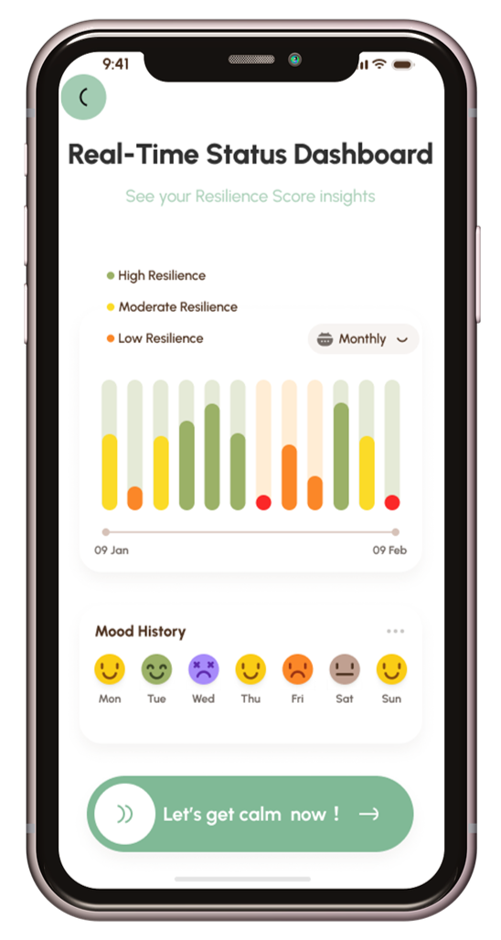 9:41
Real-Time Status Dashboard
See your Resilience Score insights
High Resilience
Moderate Resilience
Low Resilience
Monthly
09 Jan 09 Feb
Mood History
Mon Tue Wed Thu Fri Sat Sun
Let's get calm now !